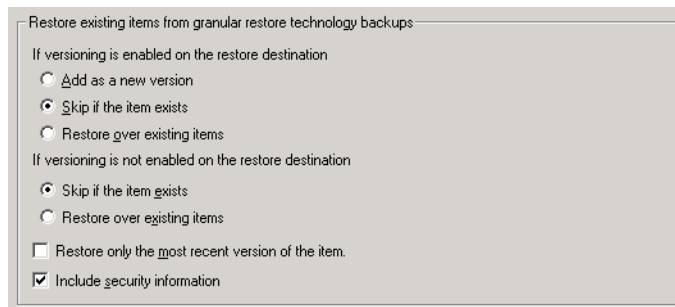 Restore existing items from granular restore technology backups
If versioning is enabled on the restore destination
Add as a new version
Skip if the item exists
Restore over existing items
If versioning is not enabled on the restore destination
Skip if the item exists
Restore over existing items
Restore only the most recent version of the item.
Include security information